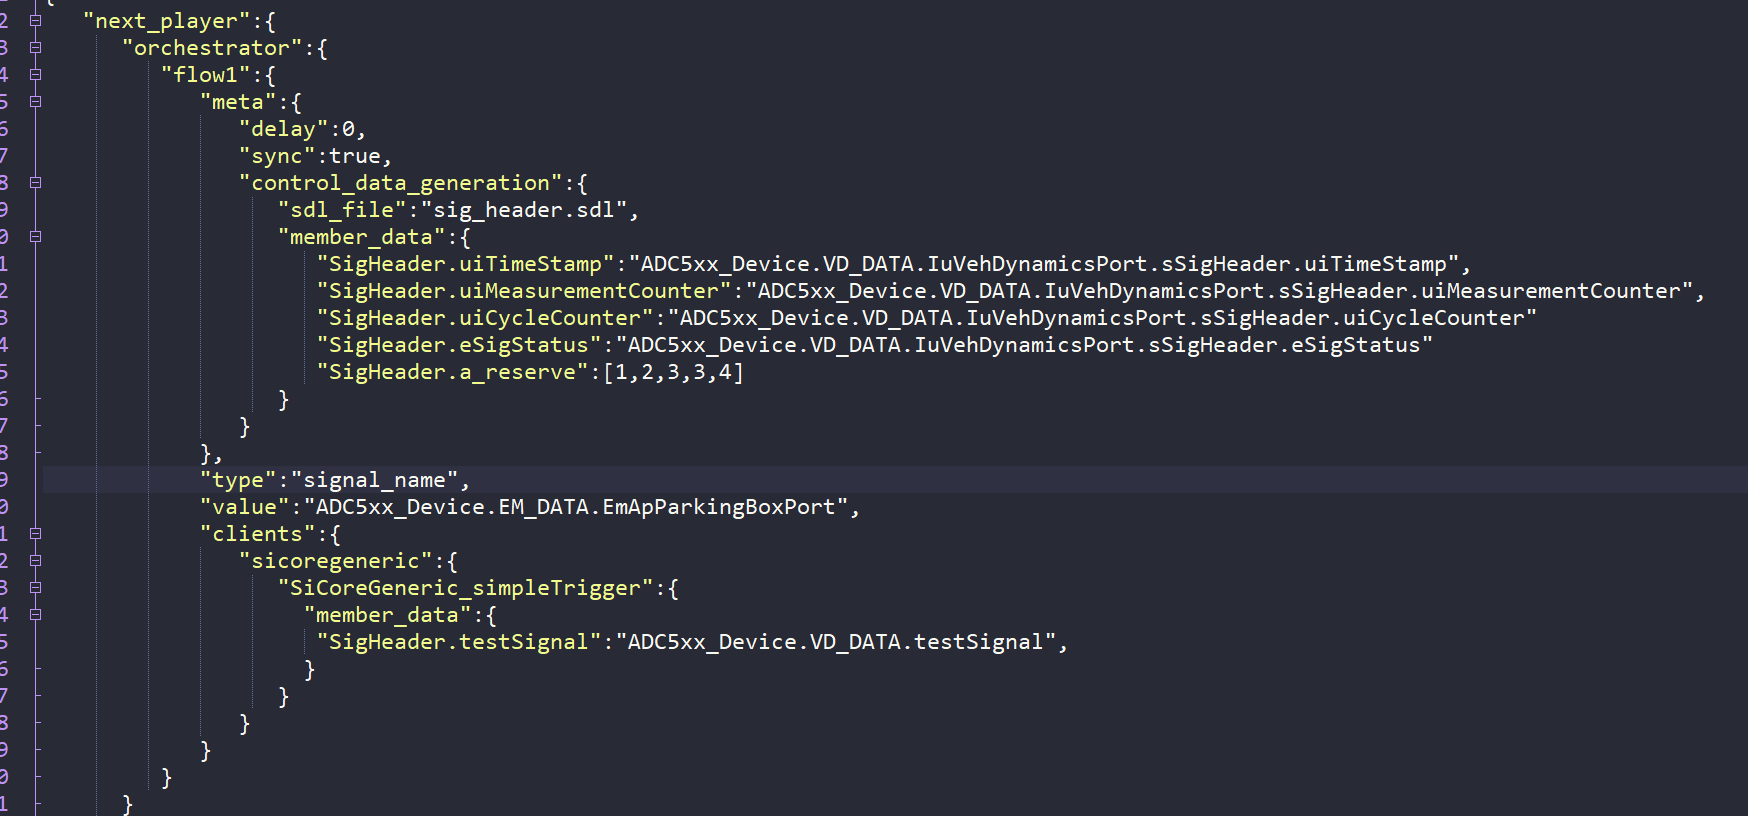 {
2 "next_player":{
3 "orchestrator":{
4 "flow1":{
5 "meta":{
6 "delay":0,
7 "sync":true,
8 "control_data_generation":{
9 "sdl_file":"sig_header.sdl",
0 "member_data":{
1 "SigHeader.uiTimeStamp":"ADC5xx_Device.VD_DATA.IuVehDynamicsPort.sSigHeader.uiTimeStamp",
2 "SigHeader.uiMeasurementCounter":"ADC5xx_Device.VD_DATA.IuVehDynamicsPort.sSigHeader.uiMeasurementCounter",
3 "SigHeader.uiCycleCounter":"ADC5xx_Device.VD_DATA.IuVehDynamicsPort.sSigHeader.uiCycleCounter"
4 "SigHeader.eSigStatus":"ADC5xx_Device.VD_DATA.IuVehDynamicsPort.sSigHeader.eSigStatus"
5 "SigHeader.a_reserve":[1,2,3,3,4]
6 }
7 }
8 },
9 "type":"signal_name",
0 "value":"ADC5xx_Device.EM_DATA.EmApParkingBoxPort",
1 "clients":{
2 "sicoregeneric":{
3 "SiCoreGeneric_simpleTrigger":{
4 "member_data":{
5 "SigHeader.testSignal":"ADC5xx_Device.VD_DATA.testSignal",
6 }
7 }
8 }
9 }
0 }
1 }